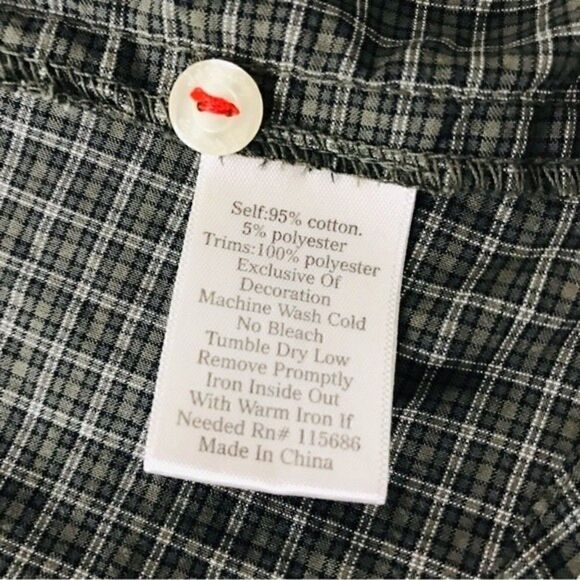 Self:95% cotton.
5% polyester
Trims:100% polyester
Exclusive Of
Decoration
Machine Wash Cold
No Bleach
Tumble Dry Low
Remove Promptly
Iron Inside Out
With Warm Iron If
Needed Rn# 115686
Made In China